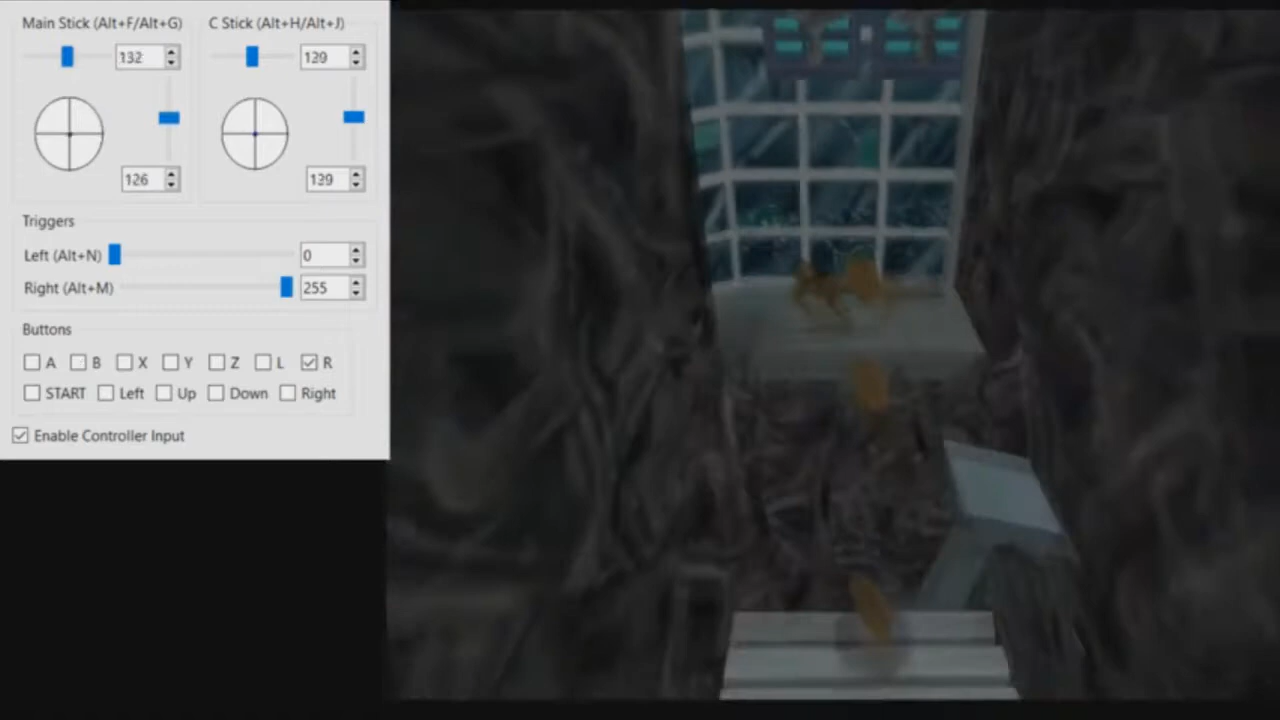 Main Stick (Alt+F/Alt+G) C Stick (Alt+H/Alt+J)
132 129
126 129
Triggers
Left (Alt+N) 0
Right (Alt+M) 255
Buttons
A B X Y Z L R
START Left Up Down Right
Enable Controller Input